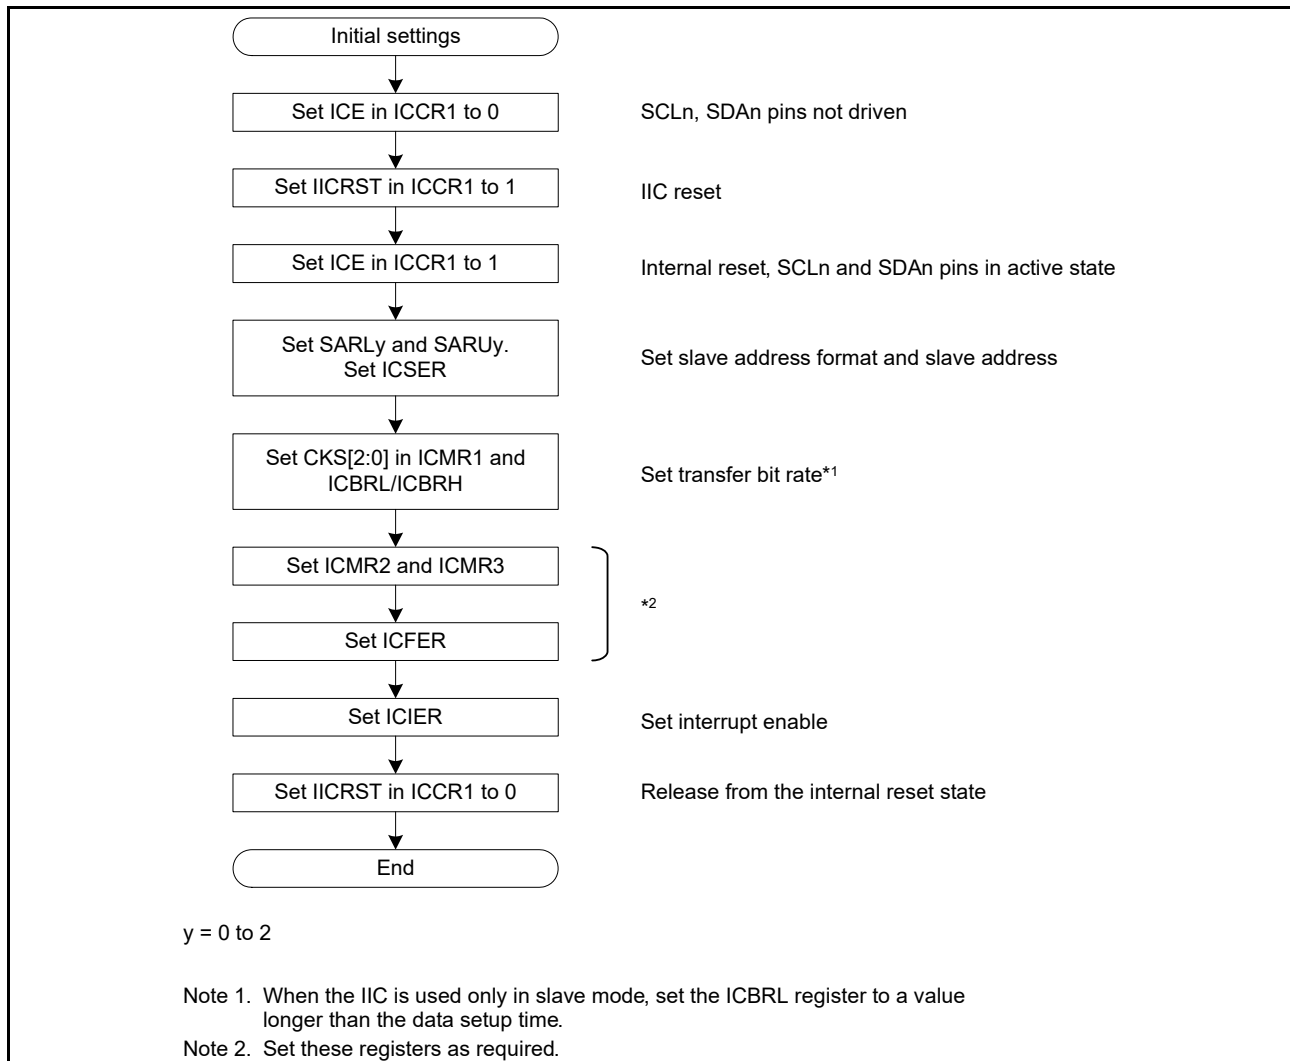 Initial settings
Set ICE in ICCR1 to 0
SCLn, SDAn pins not driven
Set IICRST in ICCR1 to 1
IIC reset
Set ICE in ICCR1 to 1
Internal reset, SCLn and SDAn pins in active state
Set SARLy and SARUy.
Set ICSER
Set slave address format and slave address
Set CKS[2:0] in ICMR1 and
ICBRL/ICBRH
Set transfer bit rate*1
Set ICMR2 and ICMR3
*2
Set ICFER
Set ICIER
Set interrupt enable
Set IICRST in ICCR1 to 0
Release from the internal reset state
End
y = 0 to 2
Note 1. When the IIC is used only in slave mode, set the ICBRL register to a value
longer than the data setup time.
Note 2. Set these registers as required.